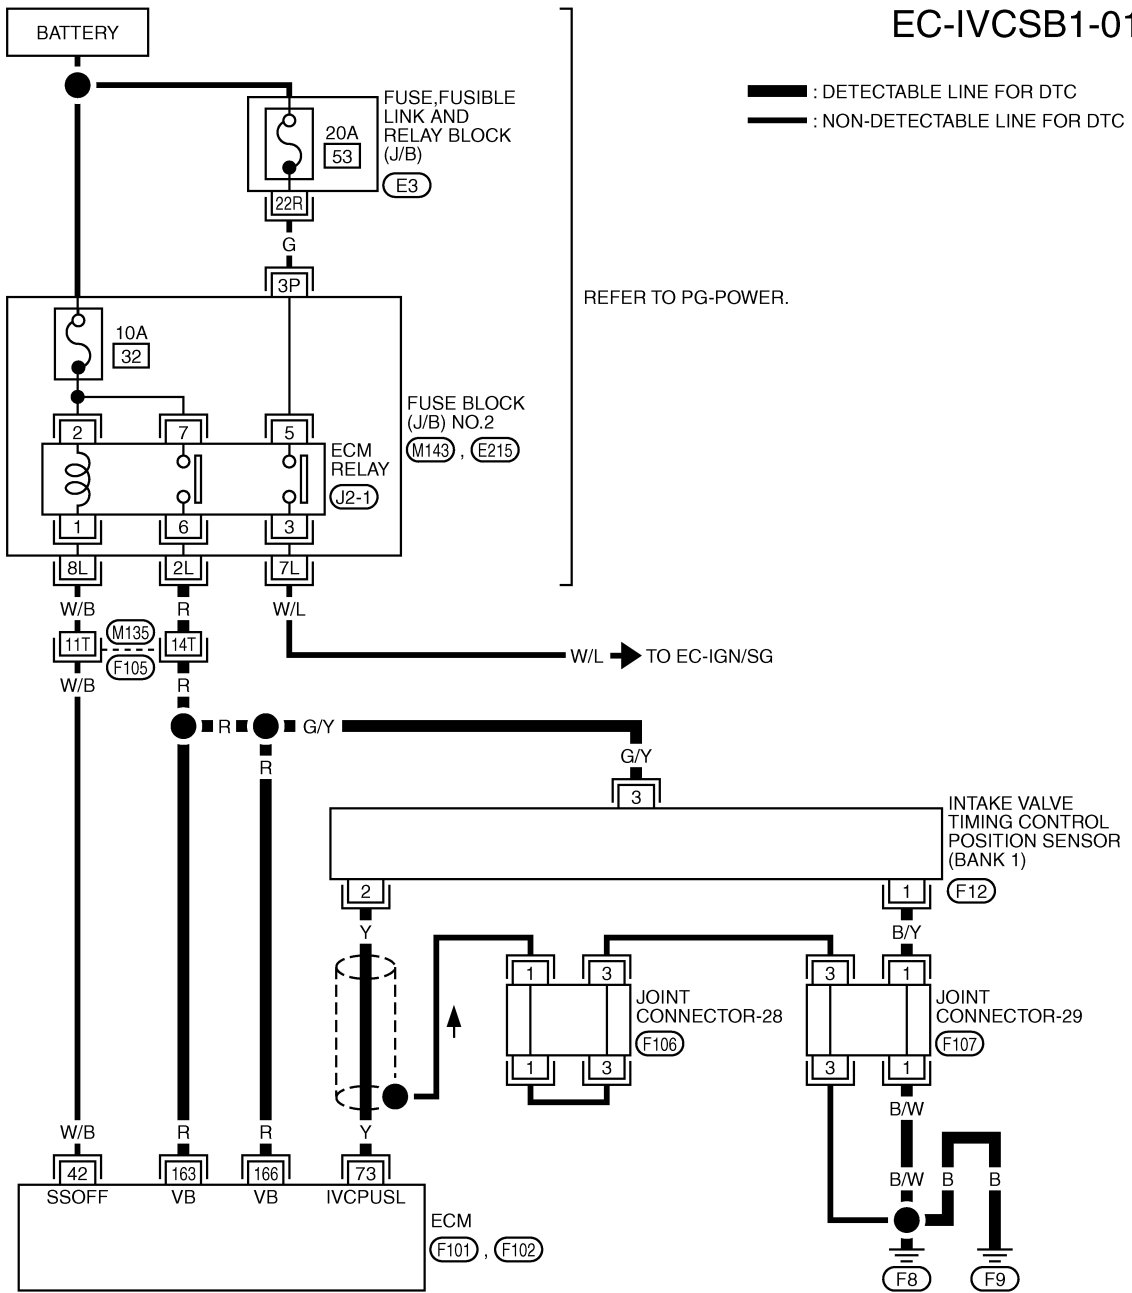 EC-IVCSB1-01
BATTERY
: DETECTABLE LINE FOR DTC
: NON-DETECTABLE LINE FOR DTC
FUSE,FUSIBLE
LINK AND
RELAY BLOCK
(J/B)
E3
20A
53
22R
G
3P
REFER TO PG-POWER.
10A
32
FUSE BLOCK
(J/B) NO.2
M143 , E215
2
7
5
ECM
RELAY
J2-1
1
6
3
8L
2L
7L
W/B
R
W/L
11T
M135
F105
14T
W/L
TO EC-IGN/SG
W/B
R
R
G/Y
R
G/Y
3
INTAKE VALVE
TIMING CONTROL
POSITION SENSOR
(BANK 1)
F12
2
1
Y
B/Y
1
3
3
1
JOINT
CONNECTOR-28
F106
JOINT
CONNECTOR-29
F107
1
3
3
1
B/W
W/B
R
R
Y
B/W
B
B
42
163
166
73
SSOFF
VB
VB
IVCPUSL
ECM
F101 , F102
F8
F9